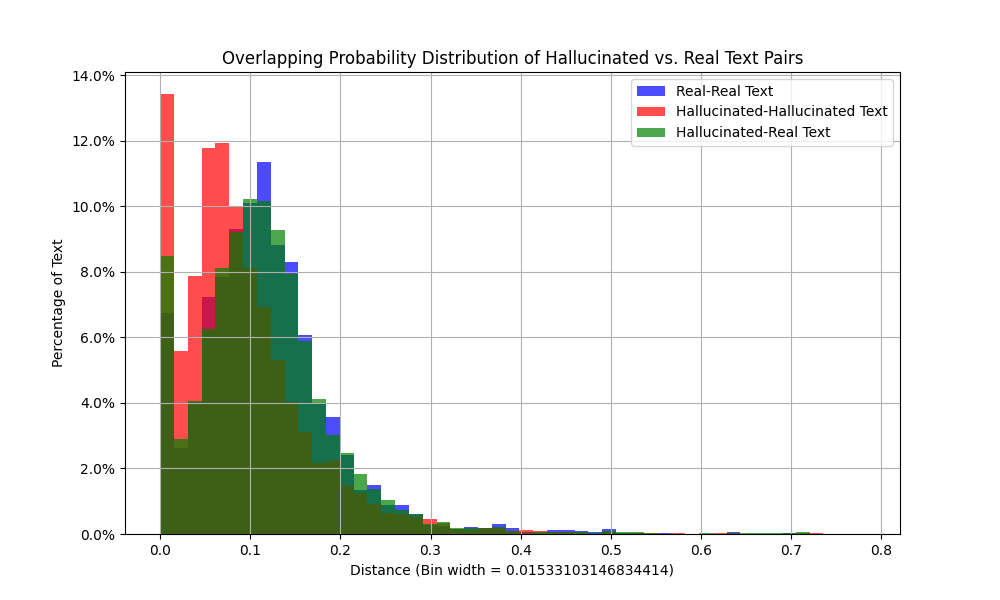 Overlapping Probability Distribution of Hallucinated vs. Real Text Pairs
14.0%
12.0%
10.0%
8.0%
6.0%
4.0%
2.0%
0.0%
Percentage of Text
Real-Real Text
Hallucinated-Hallucinated Text
Hallucinated-Real Text
0.0 0.1 0.2 0.3 0.4 0.5 0.6 0.7 0.8
Distance (Bin width = 0.01533103146834414)